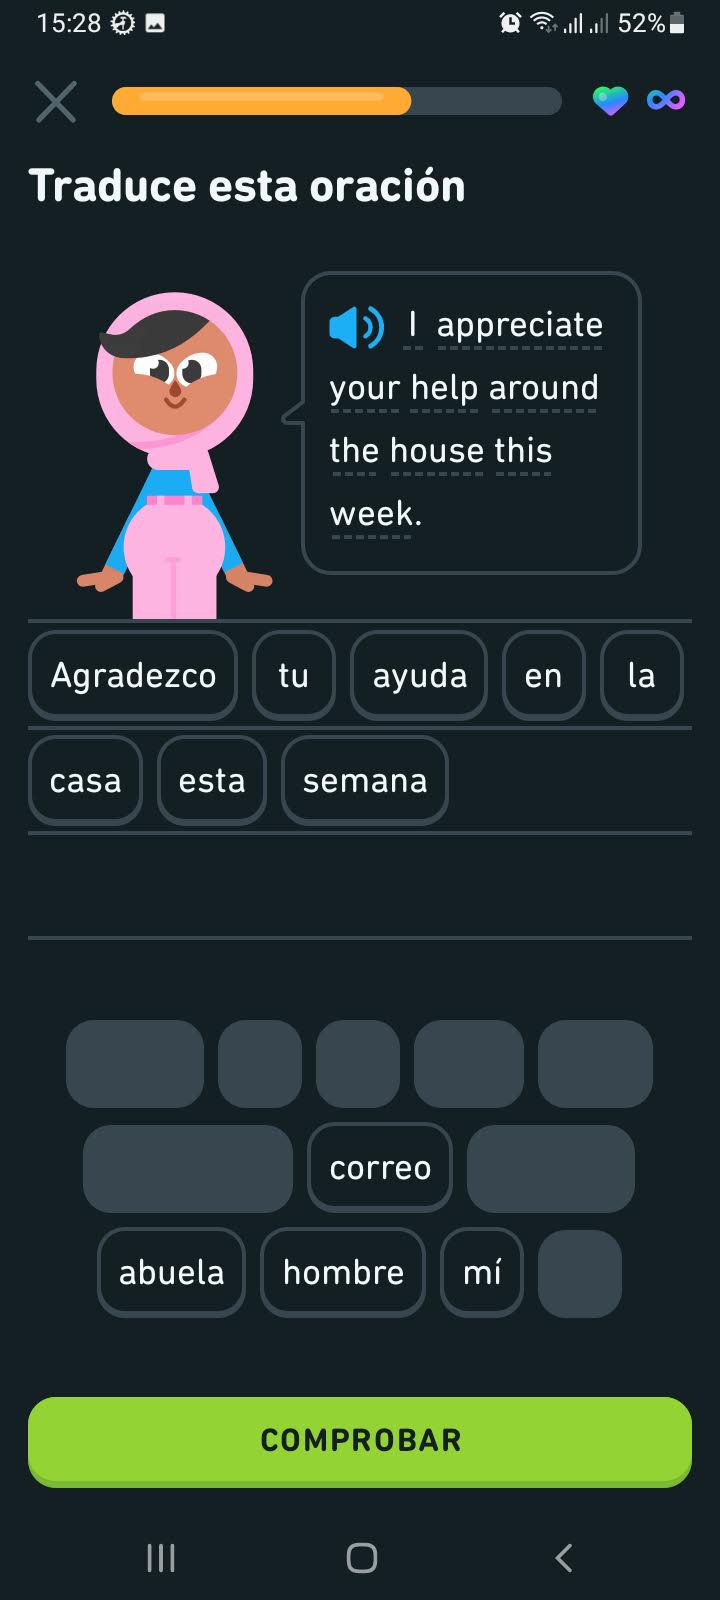 15:28 52%
Traduce esta oración
I appreciate
your help around
the house this
week.
Agradezco tu ayuda en la
casa esta semana
correo
abuela hombre mí
COMPROBAR